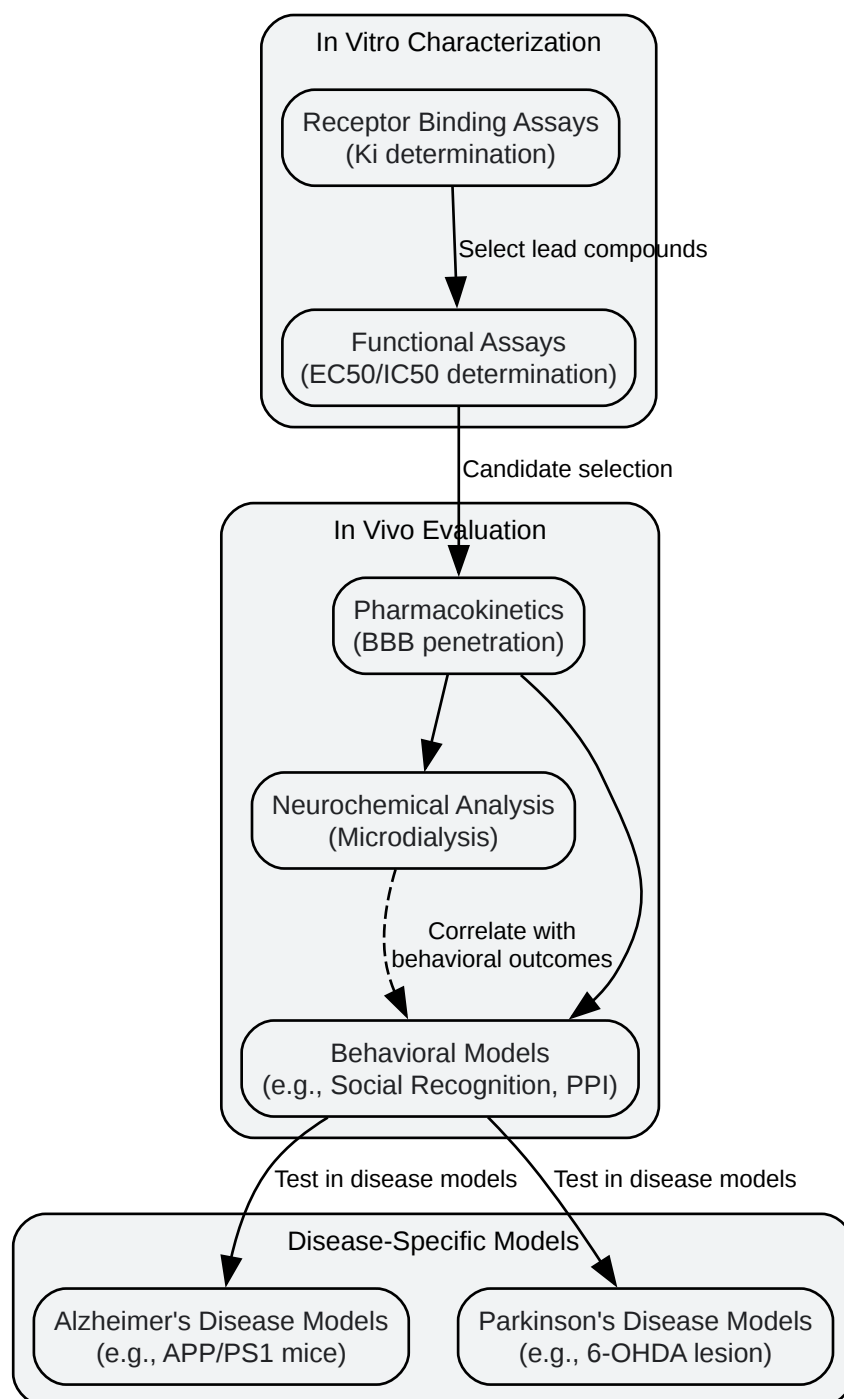 In Vitro Characterization
Receptor Binding Assays
(Ki determination)
Select lead compounds
Functional Assays
(EC50/IC50 determination)
Candidate selection
In Vivo Evaluation
Pharmacokinetics
(BBB penetration)
Neurochemical Analysis
(Microdialysis)
Correlate with
behavioral outcomes
Behavioral Models
(e.g., Social Recognition, PPI)
Test in disease models
Test in disease models
Disease-Specific Models
Alzheimer's Disease Models
(e.g., APP/PS1 mice)
Parkinson's Disease Models
(e.g., 6-OHDA lesion)